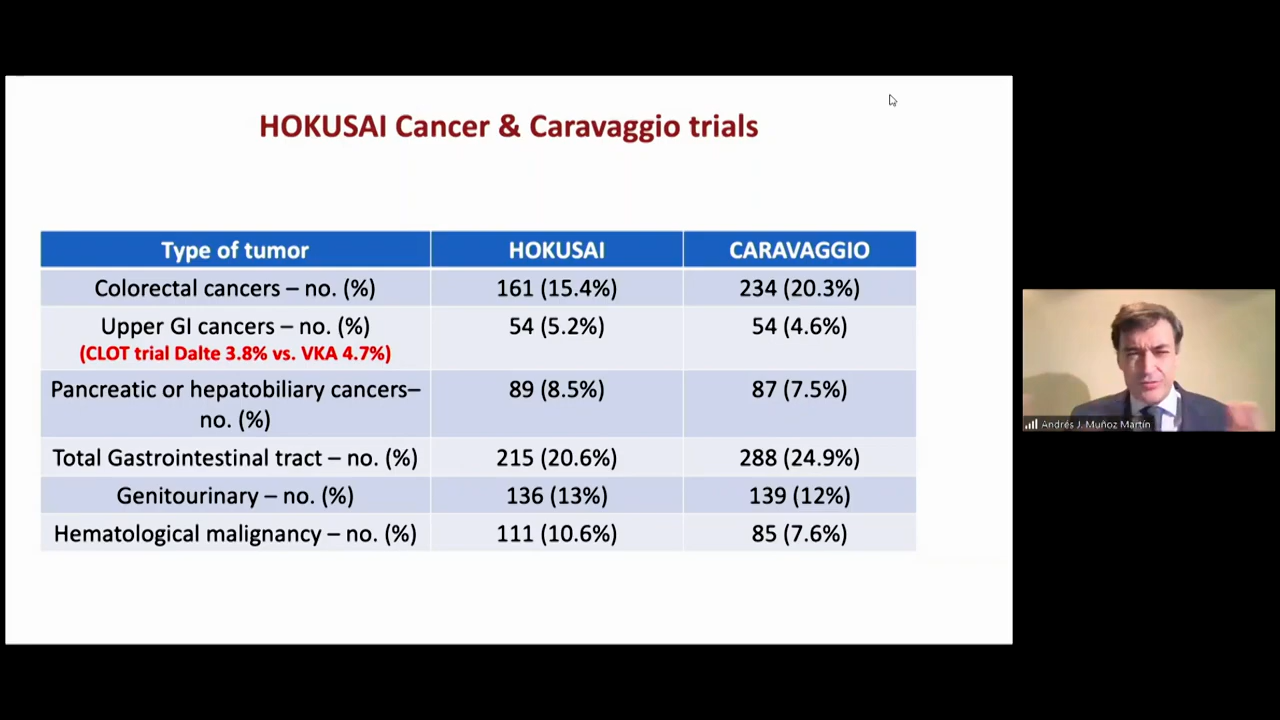 HOKUSAI Cancer & Caravaggio trials
Type of tumor HOKUSAI CARAVAGGIO
Colorectal cancers – no. (%) 161 (15.4%) 234 (20.3%)
Upper GI cancers – no. (%) 54 (5.2%) 54 (4.6%)
(CLOT trial Dalte 3.8% vs. VKA 4.7%)
Pancreatic or hepatobiliary cancers– 89 (8.5%) 87 (7.5%)
no. (%)
Total Gastrointestinal tract – no. (%) 215 (20.6%) 288 (24.9%)
Genitourinary – no. (%) 136 (13%) 139 (12%)
Hematological malignancy – no. (%) 111 (10.6%) 85 (7.6%)
Andrés J. Muñoz Martín